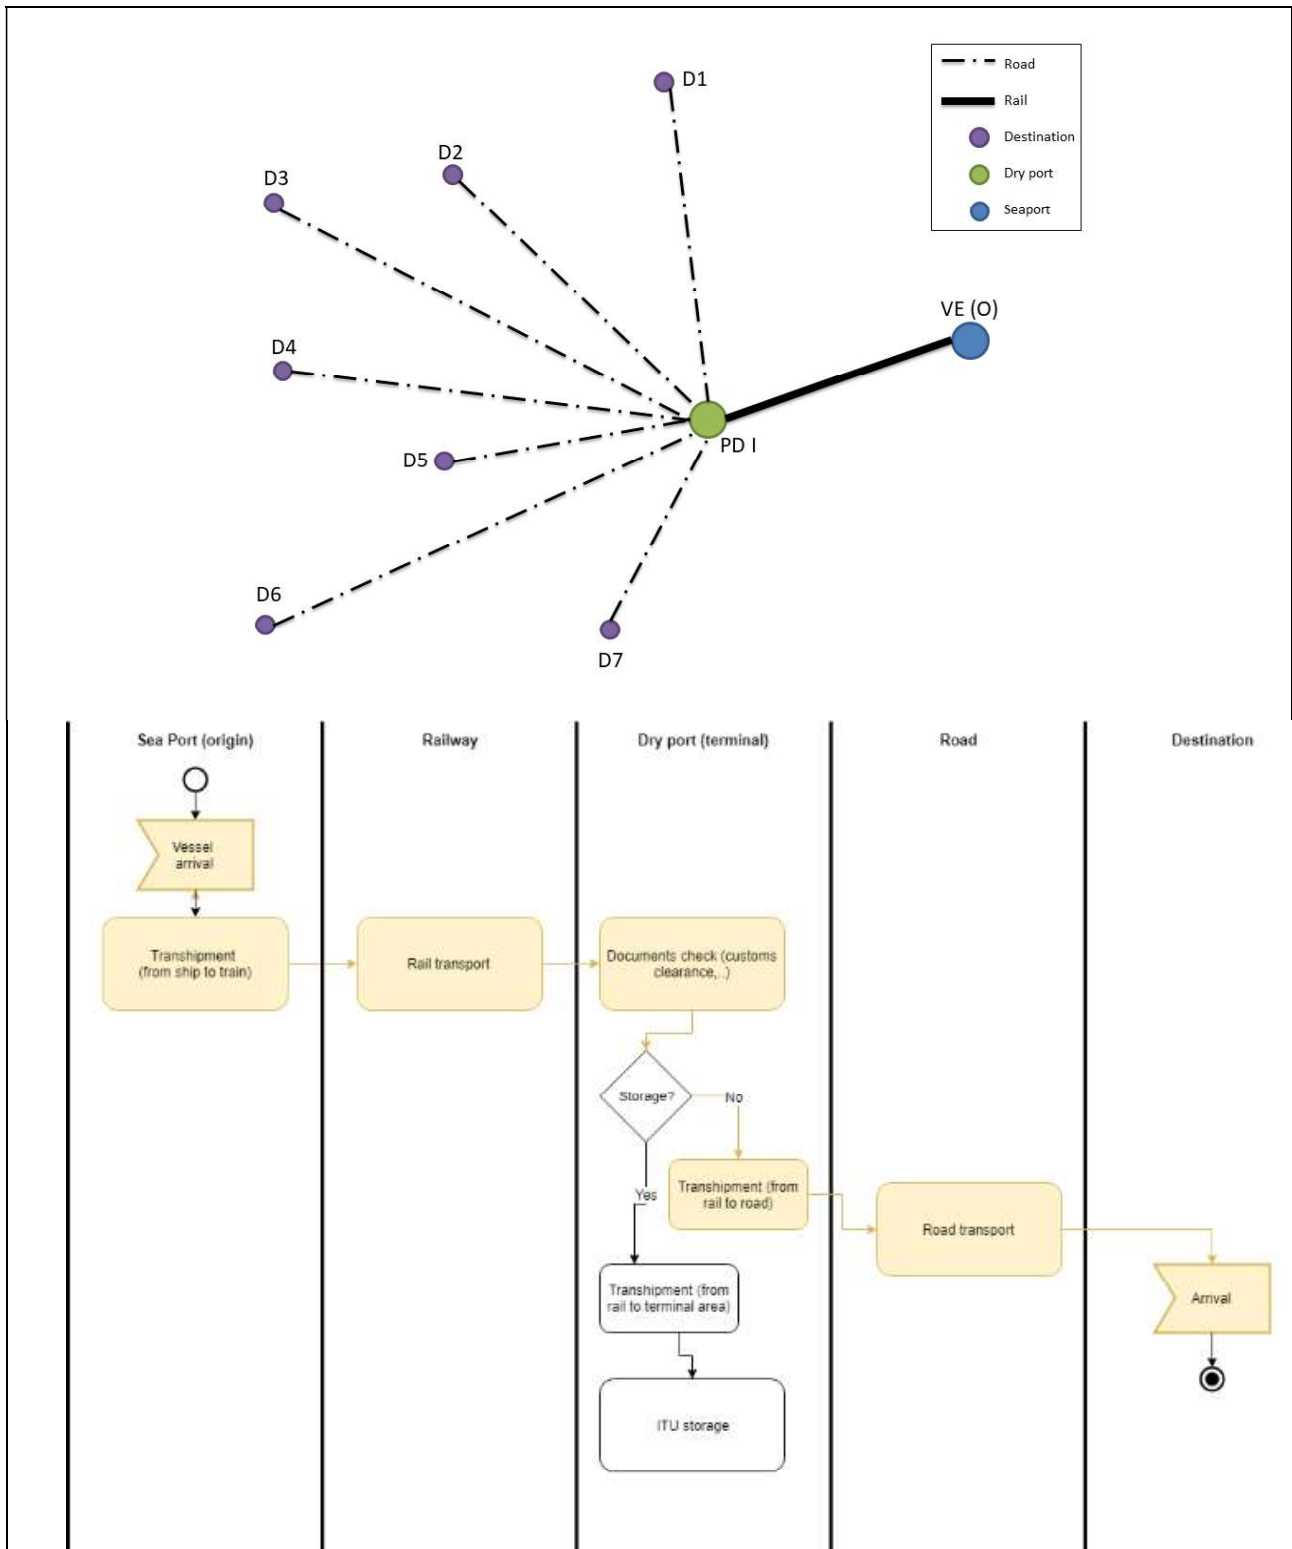 D1
Road
Rail
Destination
Dry port
Seaport
D2
D3
VE (O)
D4
PD I
D5
D6
D7
Sea Port (origin)
Railway
Dry port (terminal)
Road
Destination
Vessel
arrival
Transhipment
(from ship to train)
Rail transport
Documents check (customs
clearance,..)
Storage?
No
Yes
Transhipment (from
rail to road)
Road transport
Transhipment (from
rail to terminal area)
Arrival
ITU storage